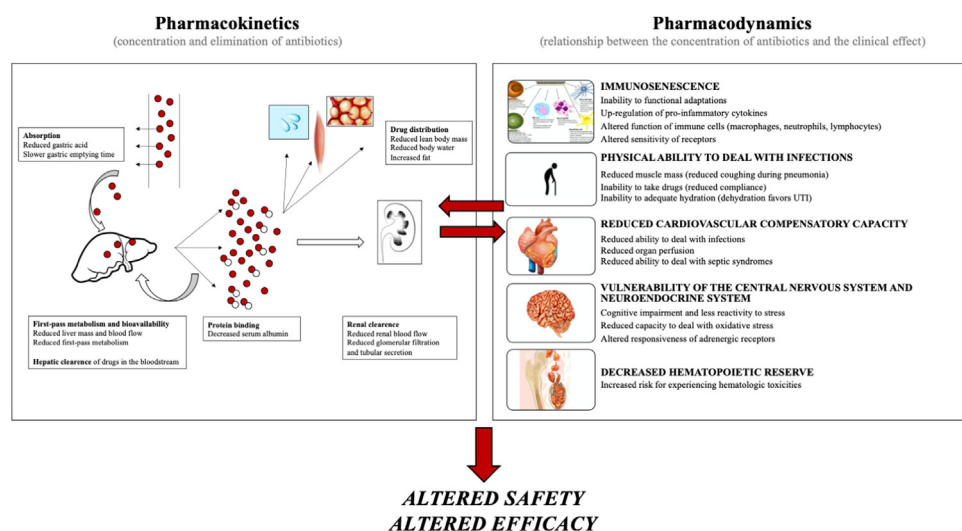 Pharmacokinetics
(concentration and elimination of antibiotics)
Absorption
Reduced gastric acid
Slower gastric emptying time
Drug distribution
Reduced lean body mass
Reduced body water
Increased fat
First-pass metabolism and bioavailability
Reduced liver mass and blood flow
Reduced first-pass metabolism
Hepatic clearence of drugs in the bloodstream
Protein binding
Decreased serum albumin
Renal clearence
Reduced renal blood flow
Reduced glomerular filtration
and tubular secretion
Pharmacodynamics
(relationship between the concentration of antibiotics and the clinical effect)
IMMUNOSENESCENCE
Inability to functional adaptations
Up-regulation of pro-inflammatory cytokines
Altered function of immune cells (macrophages, neutrophils, lymphocytes)
Altered sensitivity of receptors
PHYSICAL ABILITY TO DEAL WITH INFECTIONS
Reduced muscle mass (reduced coughing during pneumonia)
Inability to take drugs (reduced compliance)
Inability to adequate hydration (dehydration favors UTI)
REDUCED CARDIOVASCULAR COMPENSATORY CAPACITY
Reduced ability to deal with infections
Reduced organ perfusion
Reduced ability to deal with septic syndromes
VULNERABILITY OF THE CENTRAL NERVOUS SYSTEM AND
NEUROENDOCRINE SYSTEM
Cognitive impairment and less reactivity to stress
Reduced capacity to deal with oxidative stress
Altered responsiveness of adrenergic receptors
DECREASED HEMATOPOIETIC RESERVE
Increased risk for experiencing hematologic toxicities
ALTERED SAFETY
ALTERED EFFICACY